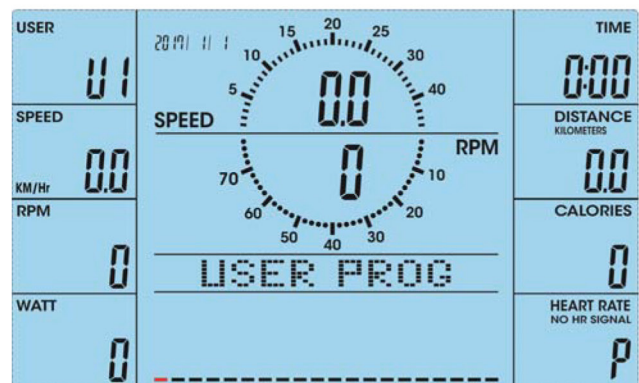 USER
U1
SPEED
KM/Hr 0.0
RPM
0
WATT
0
2017/ 1/ 1
5 10 15 20 25 30 40
SPEED 0.0
RPM 0
10 20 30 40 50 60 70
USER PROG
TIME
0:00
DISTANCE
KILOMETERS
0.0
CALORIES
0
HEART RATE
NO HR SIGNAL
P